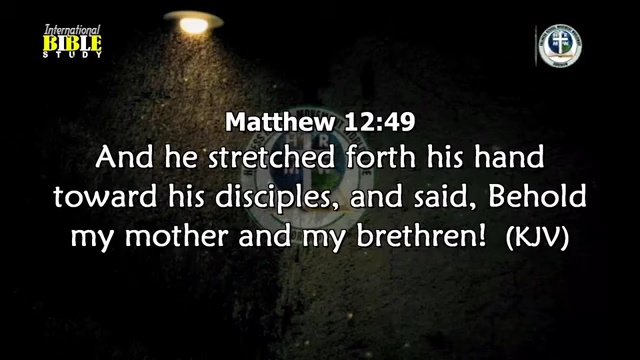 International
BIBLE
STUDY
Matthew 12:49
And he stretched forth his hand
toward his disciples, and said, Behold
my mother and my brethren! (KJV)